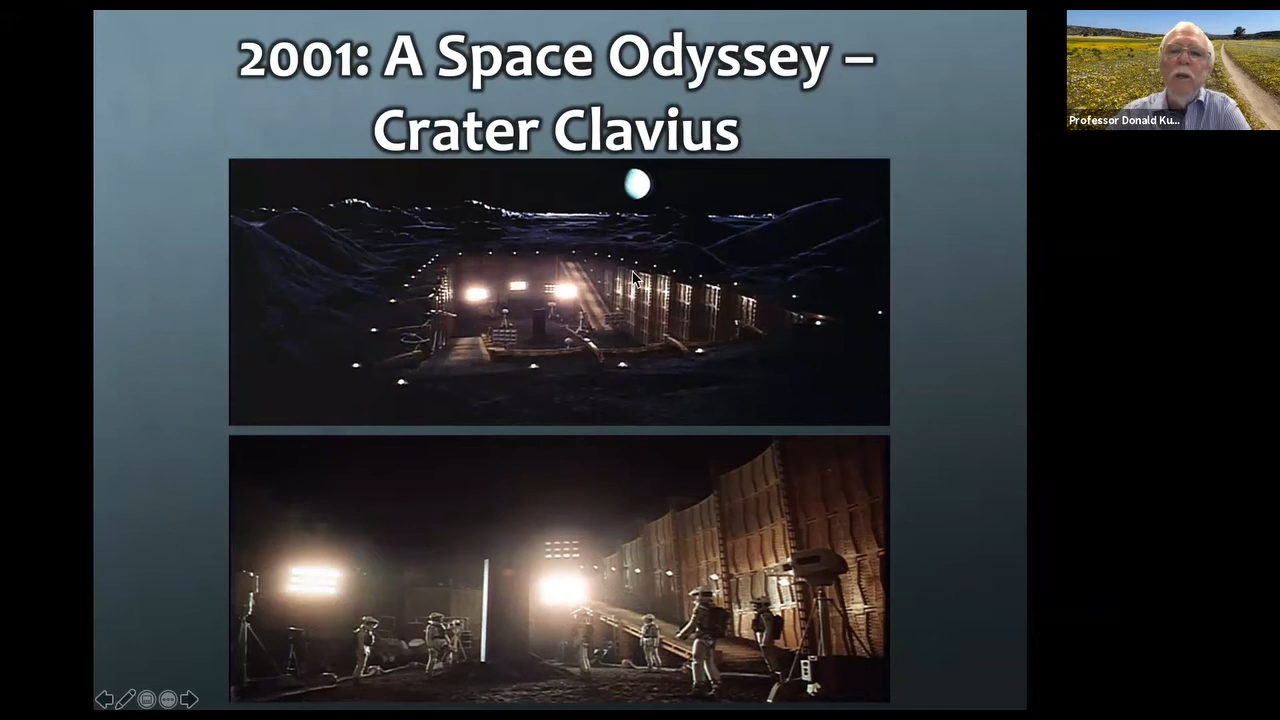 2001: A Space Odyssey –
Crater Clavius
Professor Donald Ku...